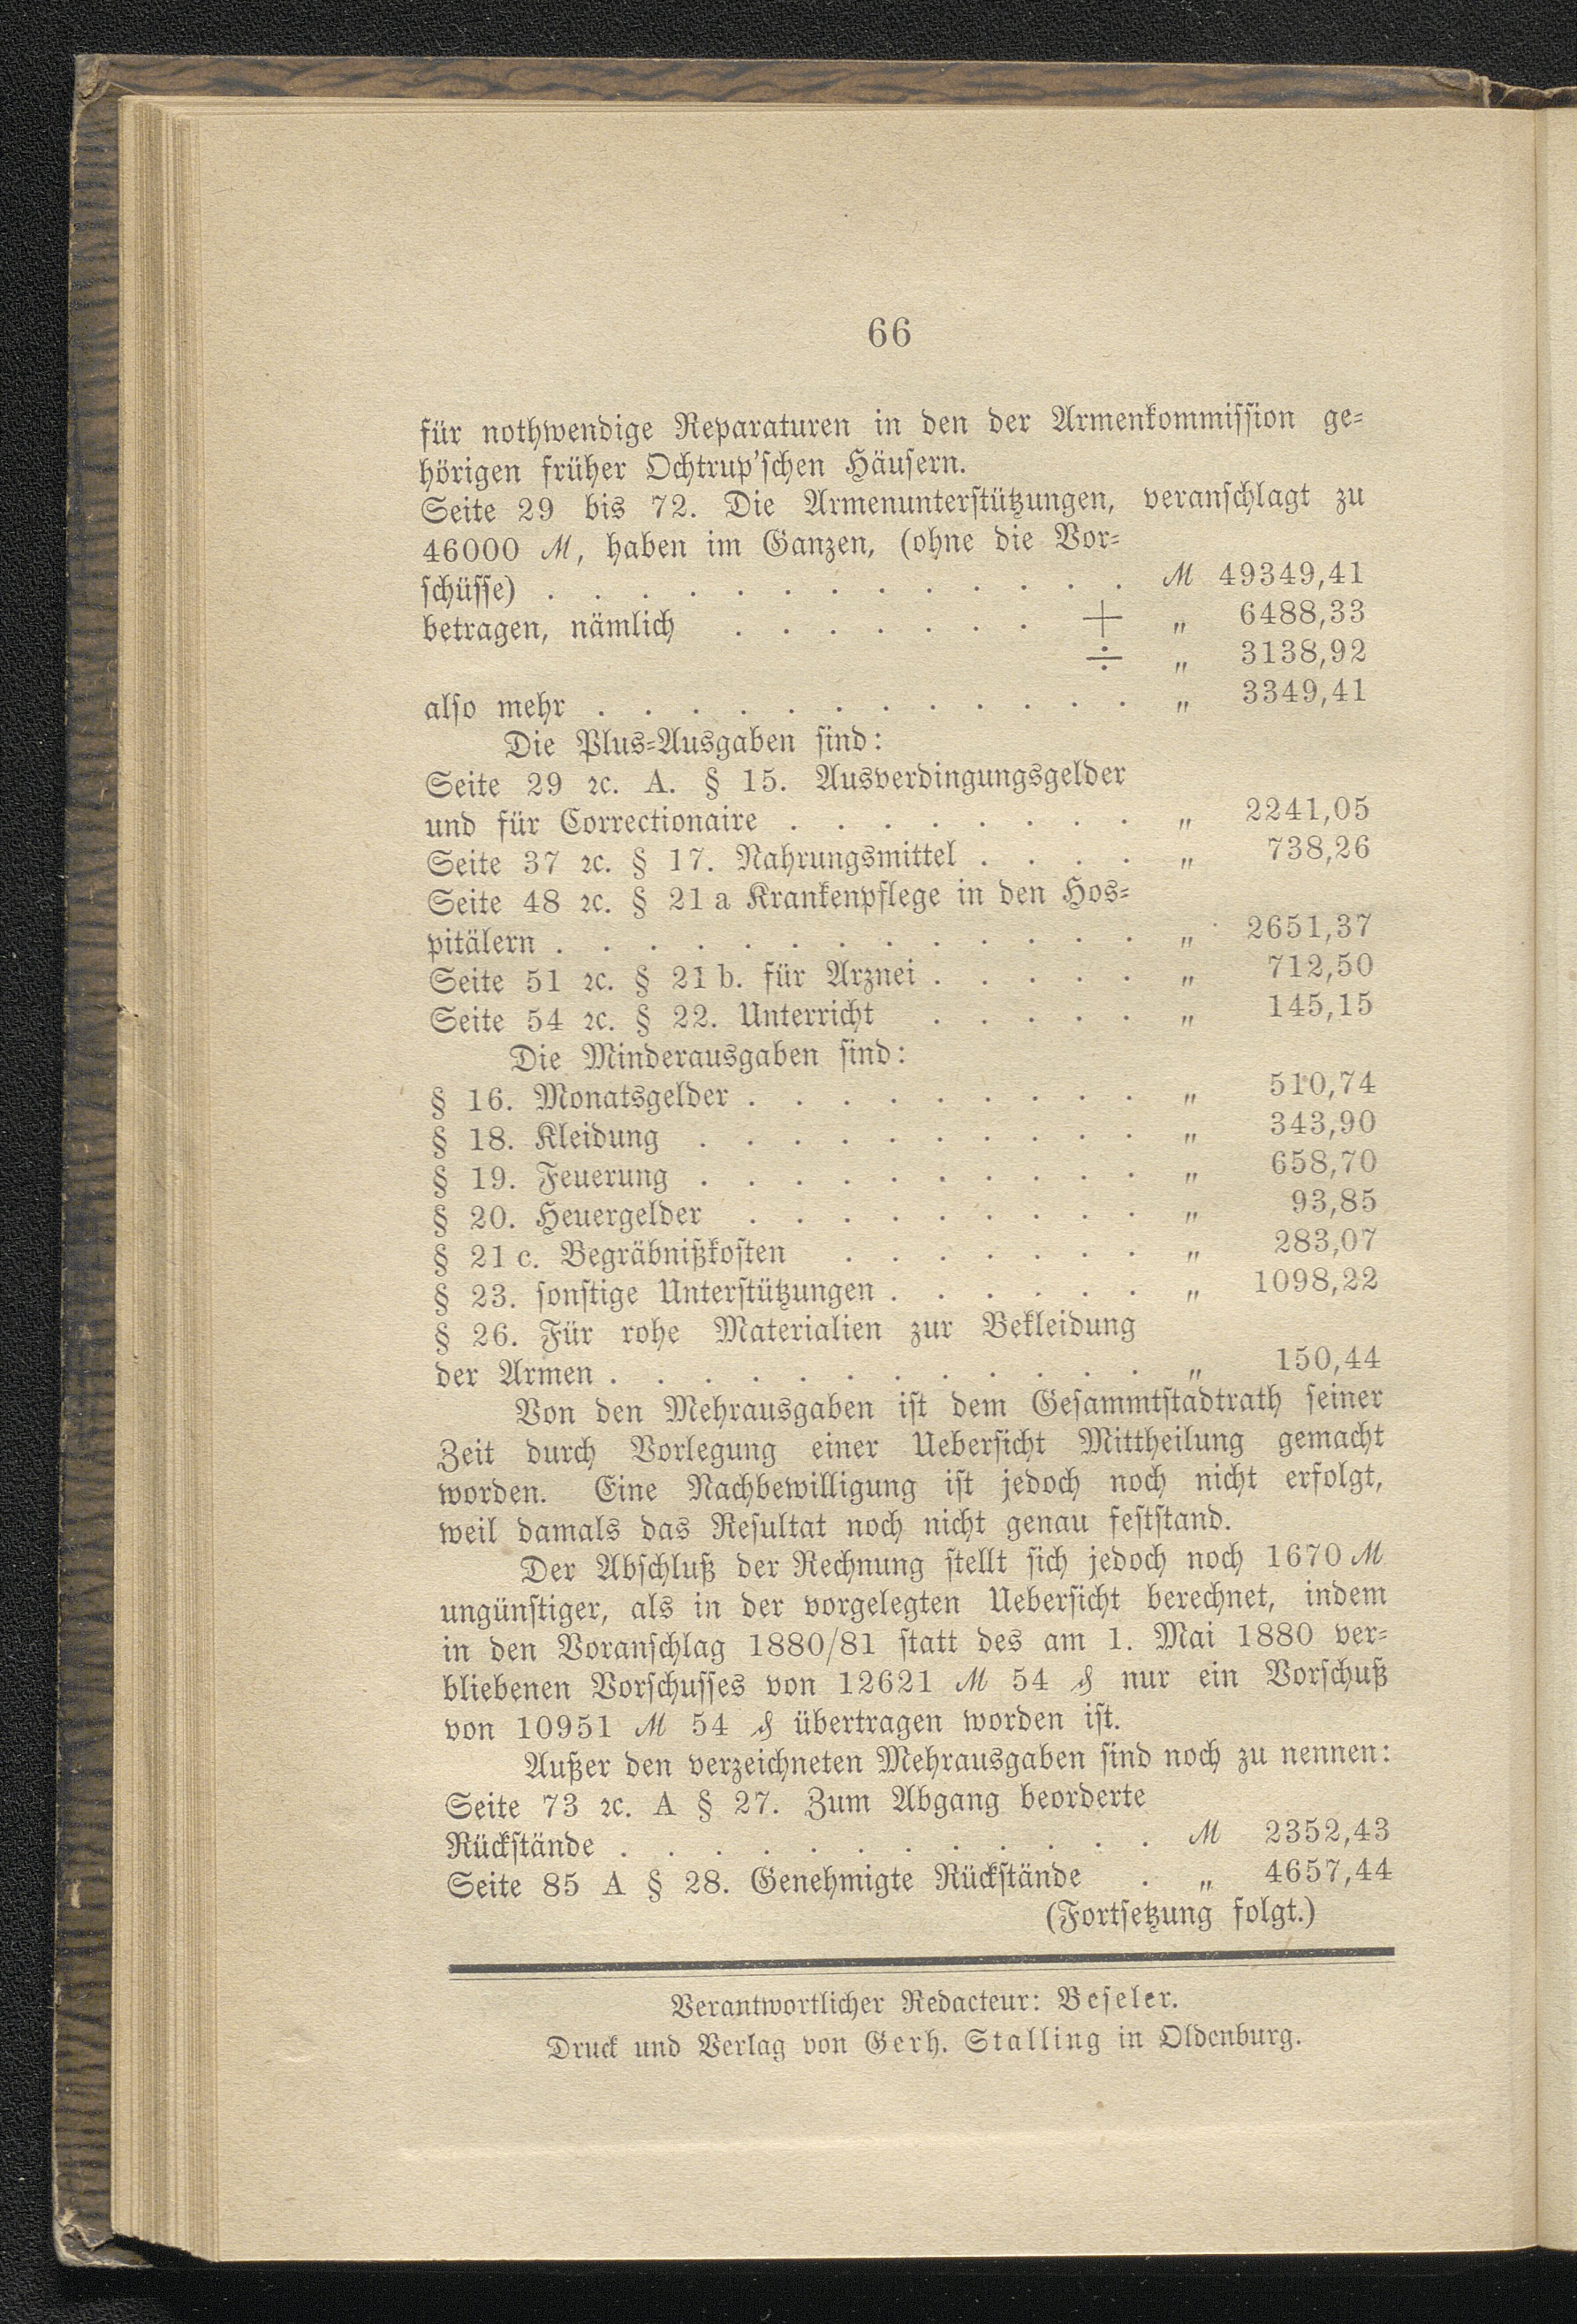 66
für nothwendige Reparaturen in den der Armenkommission ge-
hörigen früher Ochtrup'schen Häusern.
Seite 29 bis 72. Die Armenunterstützungen, veranschlagt zu
46000 ℳ, haben im Ganzen, (ohne die Vor-
schüsse) . . . . . . . . . . . . . ℳ 49349,41
betragen, nämlich . . . . . . . + „ 6488,33
÷ „ 3138,92
also mehr . . . . . . . . . . . . „ 3349,41
Die Plus-Ausgaben sind:
Seite 29 ꝛc. A. § 15. Ausverdingungsgelder
und für Correctionaire . . . . . . . . „ 2241,05
Seite 37 ꝛc. § 17. Nahrungsmittel . . . . „ 738,26
Seite 48 ꝛc. § 21 a Krankenpflege in den Hos-
pitälern . . . . . . . . . . . . . „ 2651,37
Seite 51 ꝛc. § 21 b. für Arznei . . . . . „ 712,50
Seite 54 ꝛc. § 22. Unterricht . . . . . „ 145,15
Die Minderausgaben sind:
§ 16. Monatsgelder . . . . . . . . . „ 510,74
§ 18. Kleidung . . . . . . . . . . „ 343,90
§ 19. Feuerung . . . . . . . . . . „ 658,70
§ 20. Heuergelder . . . . . . . . . „ 93,85
§ 21 c. Begräbnißkosten . . . . . . . „ 283,07
§ 23. sonstige Unterstützungen . . . . . . „ 1098,22
§ 26. Für rohe Materialien zur Bekleidung
der Armen . . . . . . . . . . . . „ 150,44
Von den Mehrausgaben ist dem Gesammtstadtrath seiner
Zeit durch Vorlegung einer Uebersicht Mittheilung gemacht
worden. Eine Nachbewilligung ist jedoch noch nicht erfolgt,
weil damals das Resultat noch nicht genau feststand.
Der Abschluß der Rechnung stellt sich jedoch noch 1670 ℳ
ungünstiger, als in der vorgelegten Uebersicht berechnet, indem
in den Voranschlag 1880/81 statt des am 1. Mai 1880 ver-
bliebenen Vorschusses von 12621 ℳ 54 ₰ nur ein Vorschuß
von 10951 ℳ 54 ₰ übertragen worden ist.
Außer den verzeichneten Mehrausgaben sind noch zu nennen:
Seite 73 ꝛc. A § 27. Zum Abgang beorderte
Rückstände . . . . . . . . . . . . ℳ 2352,43
Seite 85 A § 28. Genehmigte Rückstände . „ 4657,44
(Fortsetzung folgt.)
Verantwortlicher Redacteur: Beseler.
Druck und Verlag von Gerh. Stalling in Oldenburg.